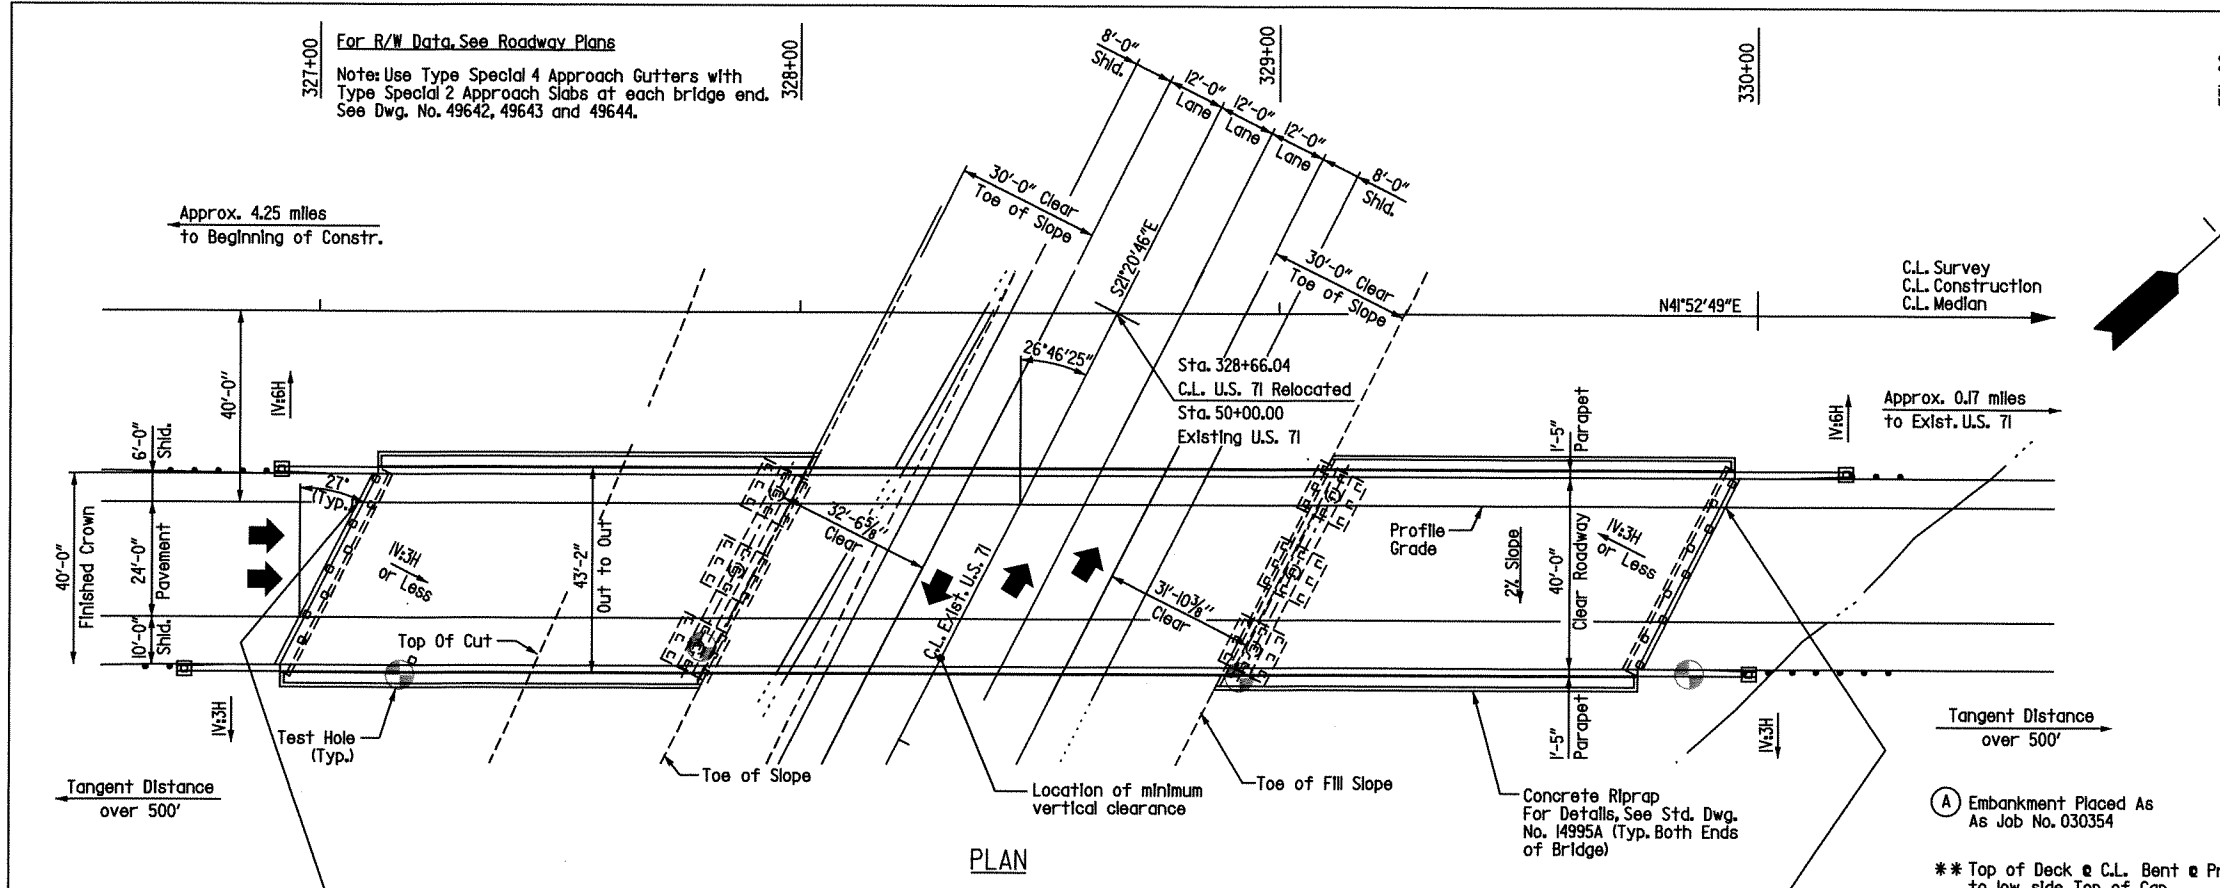 327+00
328+00
329+00
330+00
For R/W Data, See Roadway Plans
Note: Use Type Special 4 Approach Gutters with
Type Special 2 Approach Slabs at each bridge end.
See Dwg. No. 49642, 49643 and 49644.
8'-0"
Shld.
12'-0"
Lane
12'-0"
Lane
12'-0"
Lane
8'-0"
Shld.
30'-0" Clear
Toe of Slope
30'-0" Clear
Toe of Slope
S21°20'46"E
Approx. 4.25 miles
to Beginning of Constr.
C.L. Survey
C.L. Construction
C.L. Median
N41°52'49"E
26°46'25"
Sta. 328+66.04
C.L. U.S. 71 Relocated
Sta. 50+00.00
Existing U.S. 71
Approx. 0.17 miles
to Exist. U.S. 71
40'-0"
1V:6H
1V:6H
6'-0"
Shld.
1'-5"
Parapet
27°
(Typ.)
40'-0"
Finished Crown
24'-0"
Pavement
10'-0"
Shld.
1V:3H
or Less
43'-2"
Out to Out
32'-6⅝"
Clear
C.L. Exist. U.S. 71
31'-10⅜"
Clear
Profile
Grade
2% Slope
40'-0"
Clear Roadway
1V:3H
or Less
Top Of Cut
1V:3H
Test Hole
(Typ.)
Toe of Slope
Location of minimum
vertical clearance
Toe of Fill Slope
1'-5"
Parapet
1V:3H
Concrete Riprap
For Details, See Std. Dwg.
No. 14995A (Typ. Both Ends
of Bridge)
Tangent Distance
over 500'
Tangent Distance
over 500'
A Embankment Placed As
As Job No. 030354
** Top of Deck @ C.L. Bent @
to low side Top of Cap
PLAN